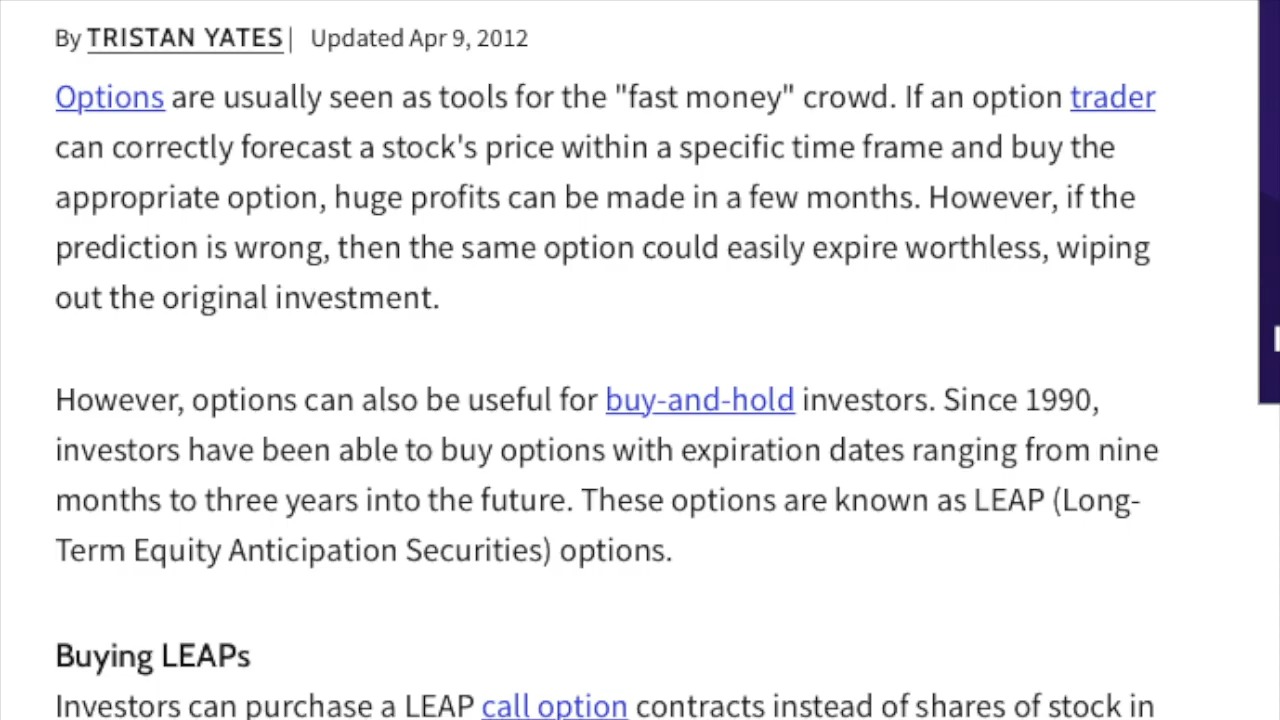 By TRISTAN YATES| Updated Apr 9, 2012
Options are usually seen as tools for the "fast money" crowd. If an option trader
can correctly forecast a stock's price within a specific time frame and buy the
appropriate option, huge profits can be made in a few months. However, if the
prediction is wrong, then the same option could easily expire worthless, wiping
out the original investment.
However, options can also be useful for buy-and-hold investors. Since 1990,
investors have been able to buy options with expiration dates ranging from nine
months to three years into the future. These options are known as LEAP (Long-
Term Equity Anticipation Securities) options.
Buying LEAPs
Investors can purchase a LEAP call option contracts instead of shares of stock in